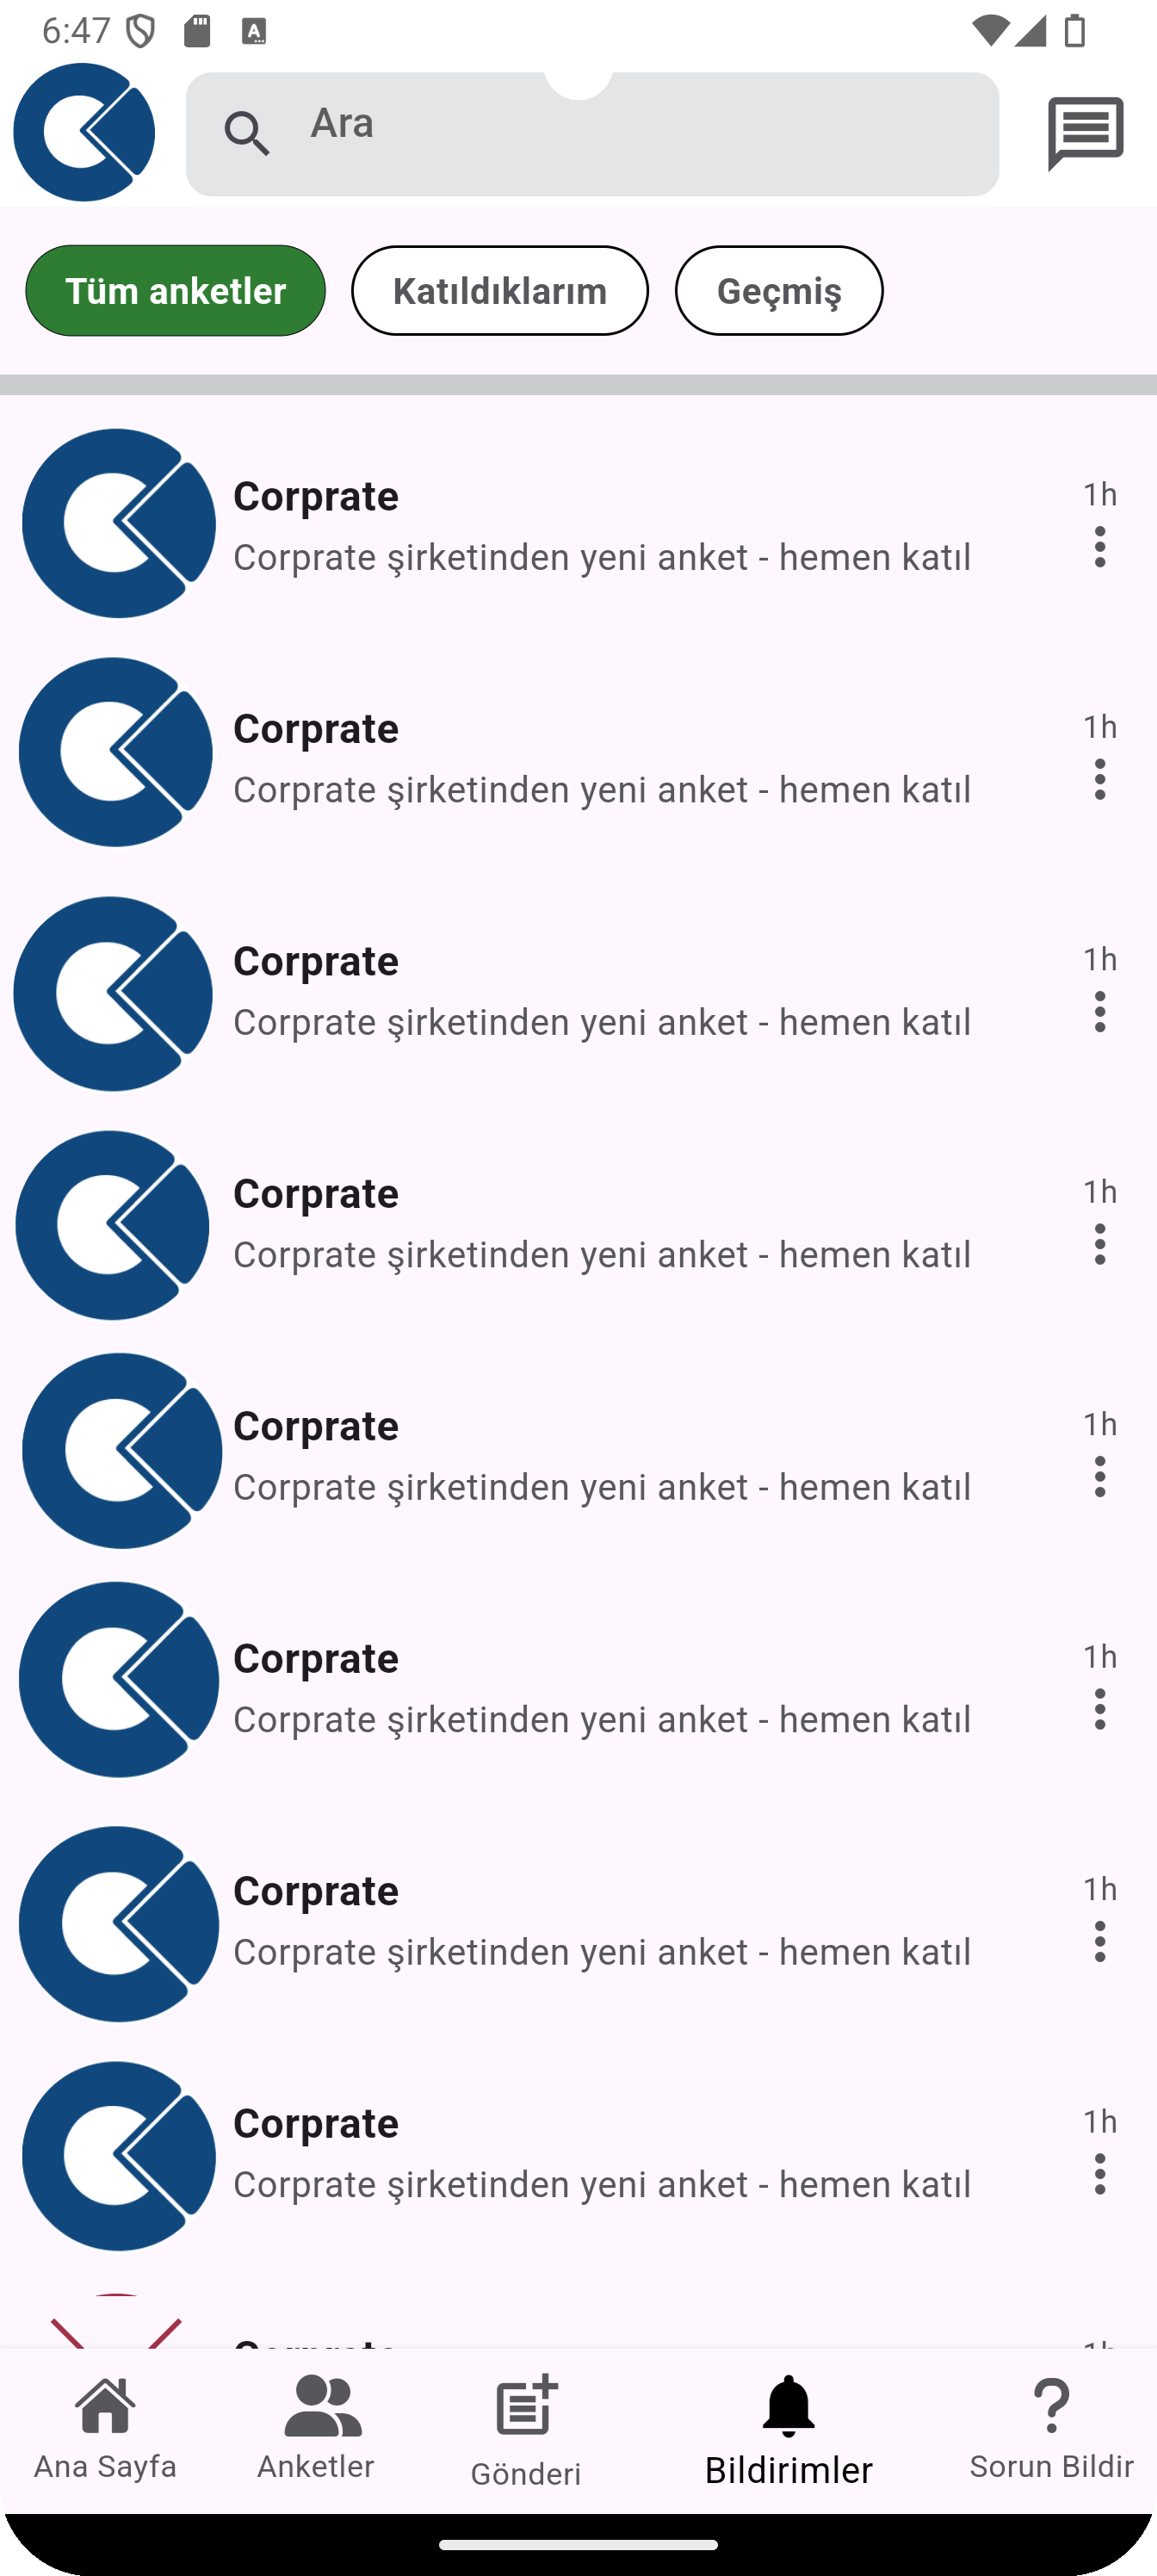 6:47
Ara
Tüm anketler
Katıldıklarım
Geçmiş
Corprate
1h
Corprate şirketinden yeni anket - hemen katıl
Corprate
1h
Corprate şirketinden yeni anket - hemen katıl
Corprate
1h
Corprate şirketinden yeni anket - hemen katıl
Corprate
1h
Corprate şirketinden yeni anket - hemen katıl
Corprate
1h
Corprate şirketinden yeni anket - hemen katıl
Corprate
1h
Corprate şirketinden yeni anket - hemen katıl
Corprate
1h
Corprate şirketinden yeni anket - hemen katıl
Corprate
1h
Corprate şirketinden yeni anket - hemen katıl
Ana Sayfa
Anketler
Gönderi
Bildirimler
Sorun Bildir